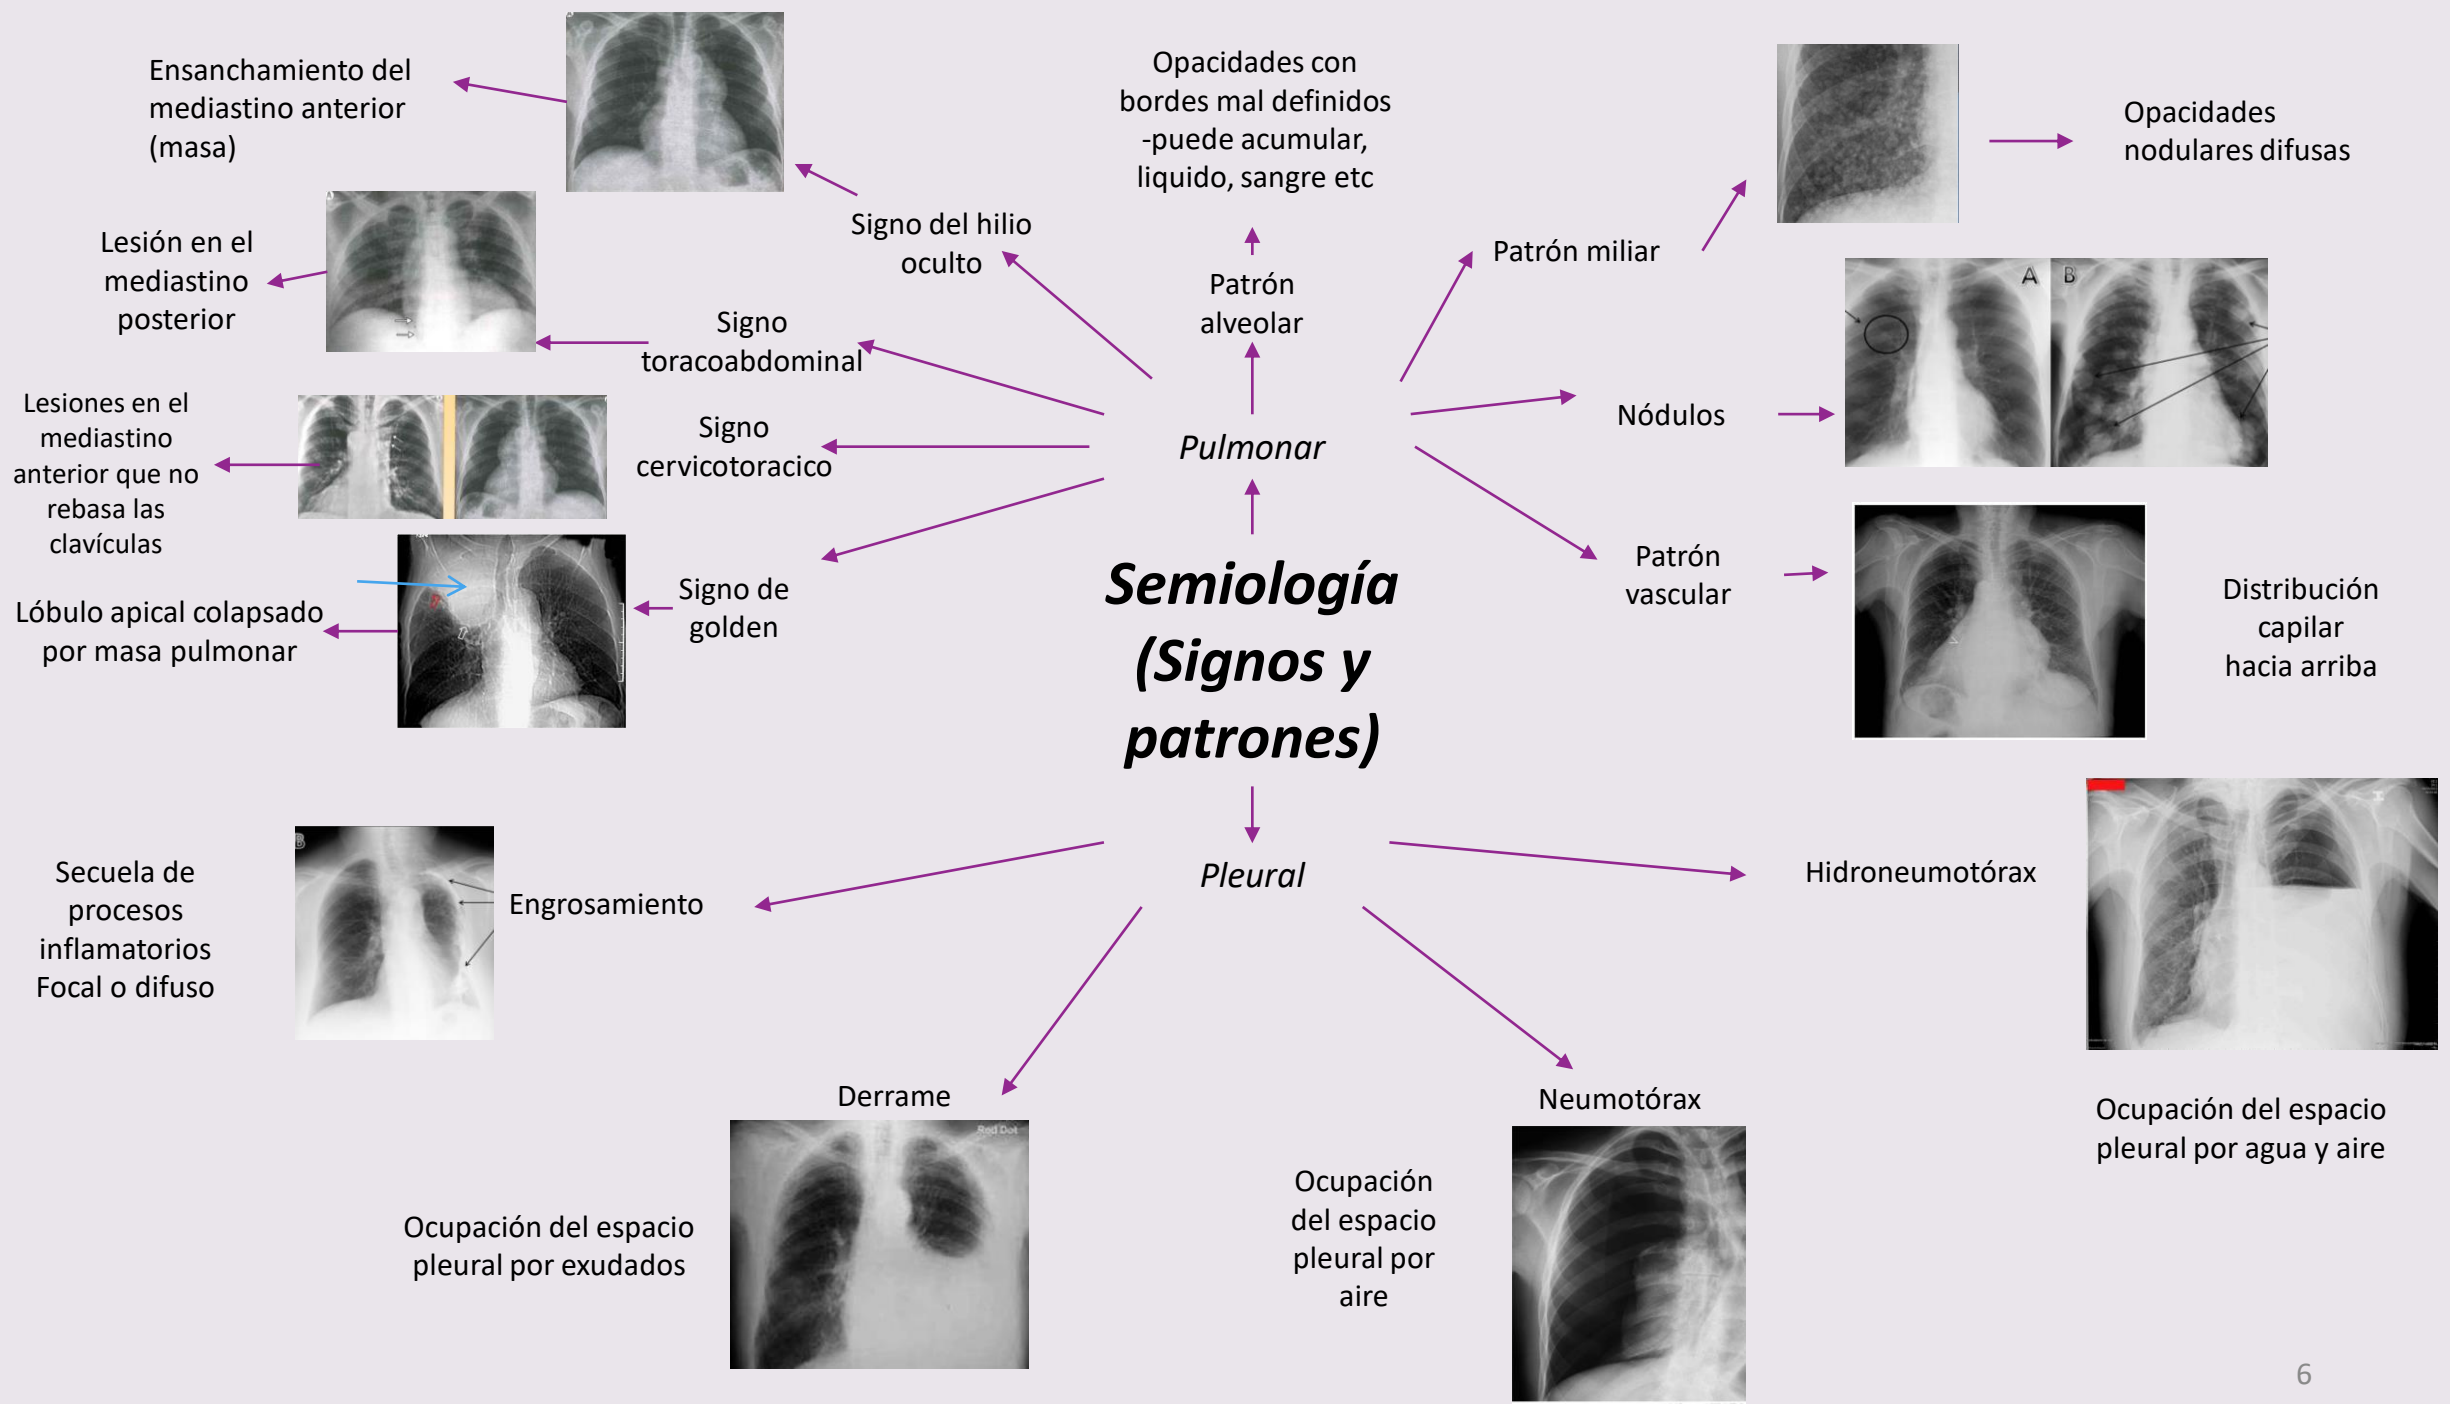 Ensanchamiento del
mediastino anterior
(masa)
Opacidades con
bordes mal definidos
-puede acumular,
liquido, sangre etc
Opacidades
nodulares difusas
Lesión en el
mediastino
posterior
Signo del hilio
oculto
Patrón
alveolar
Patrón miliar
A
B
Signo
toracoabdominal
Lesiones en el
mediastino
anterior que no
rebasa las
clavículas
Signo
cervicotoracico
Pulmonar
Nódulos
Lóbulo apical colapsado
por masa pulmonar
Signo de
golden
Semiología
(Signos y
patrones)
Patrón
vascular
Distribución
capilar
hacia arriba
Secuela de
procesos
inflamatorios
Focal o difuso
B
Engrosamiento
Pleural
Hidroneumotórax
Derrame
Red Dot
Neumotórax
Ocupación del espacio
pleural por agua y aire
Ocupación del espacio
pleural por exudados
Ocupación
del espacio
pleural por
aire
6